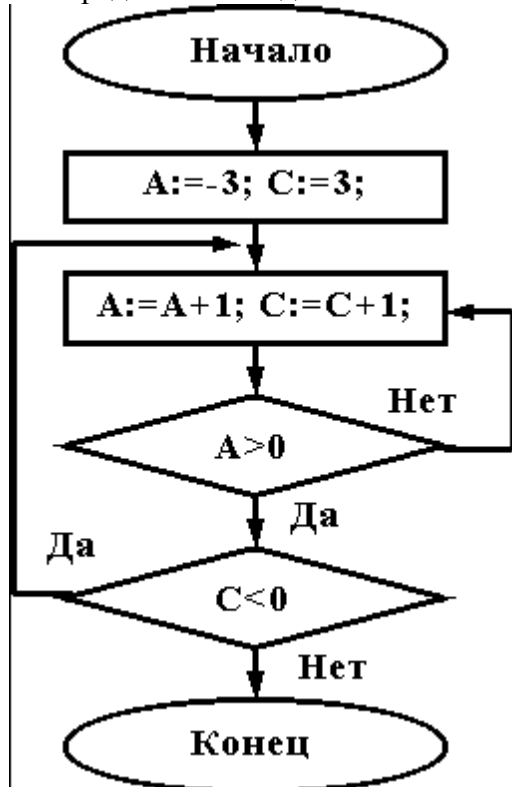 Начало
A:=-3; C:=3;
A:=A+1; C:=C+1;
Нет
A>0
Да
Да
C<0
Нет
Конец